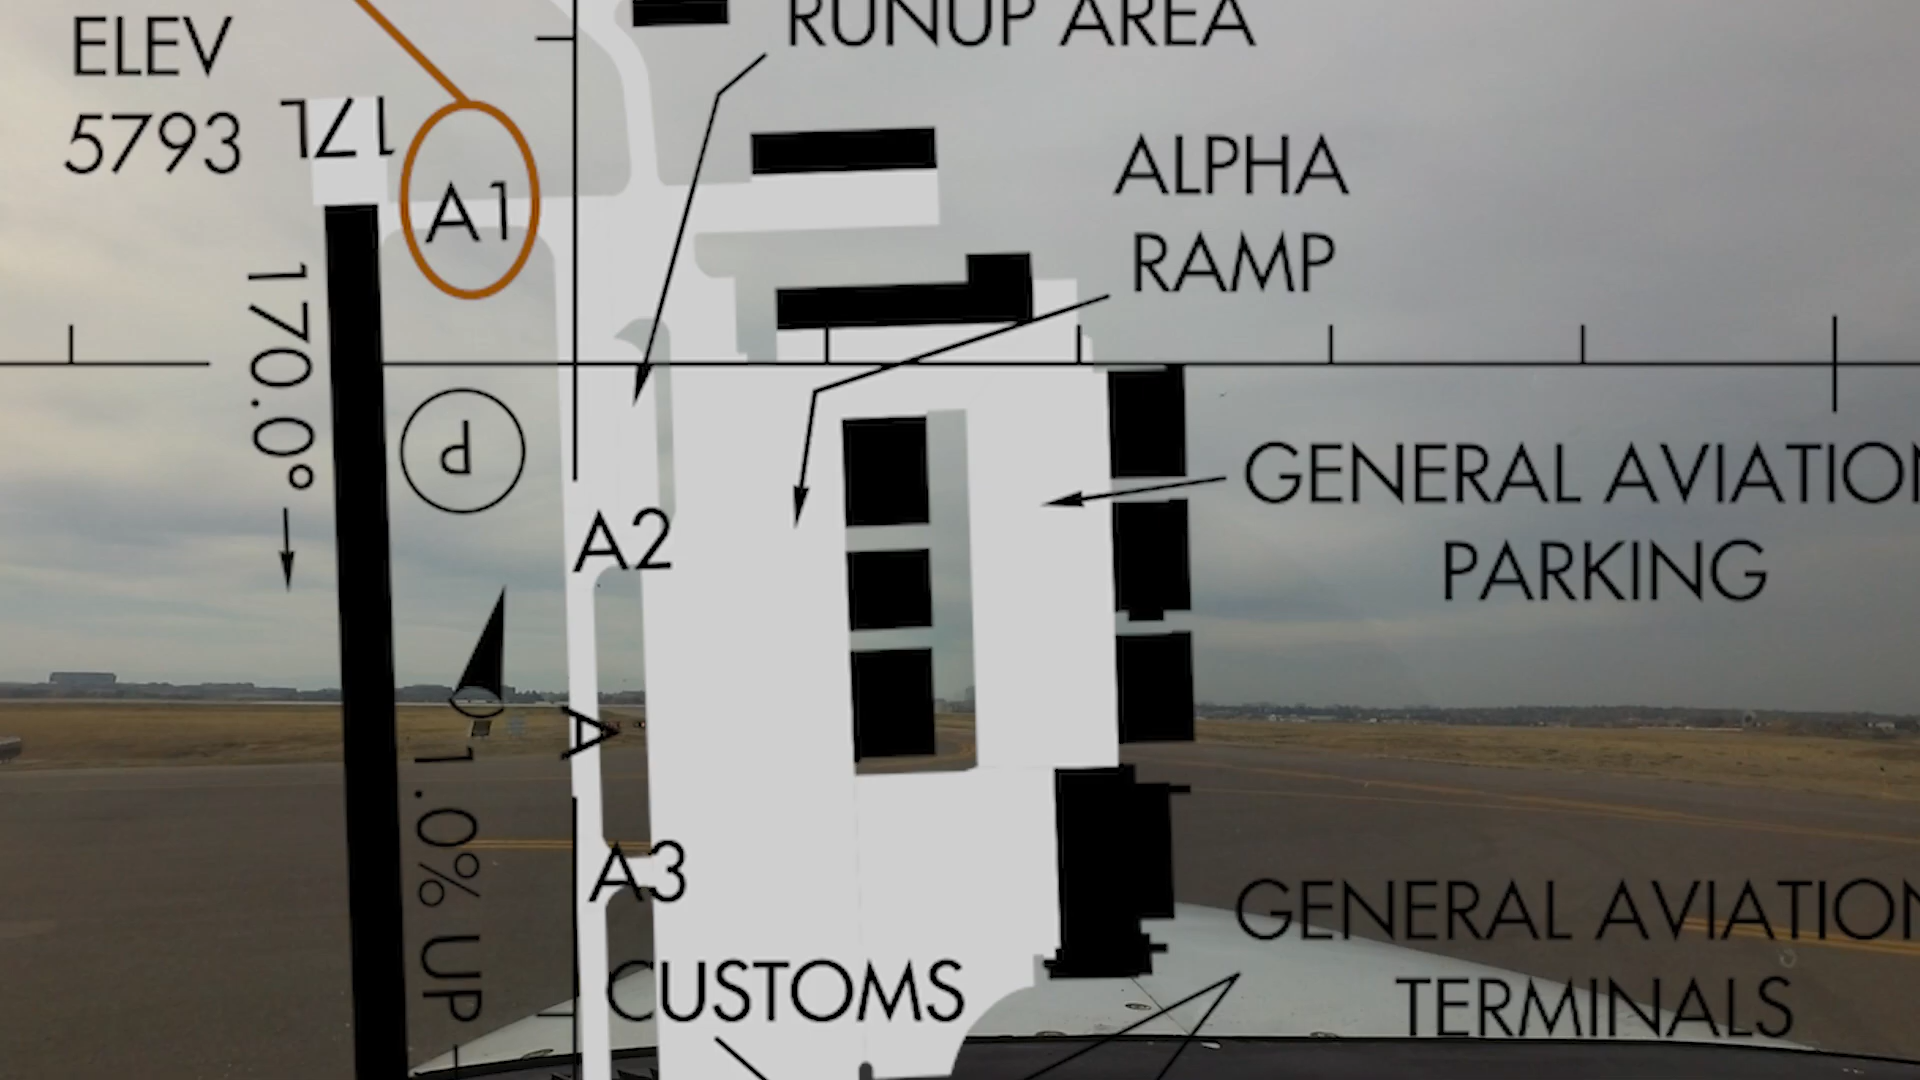 RUNUP AREA
ELEV
5793
17L
A1
ALPHA
RAMP
170.0°
P
GENERAL AVIATION
PARKING
A2
A
1.0% UP
A3
GENERAL AVIATION
TERMINALS
CUSTOMS